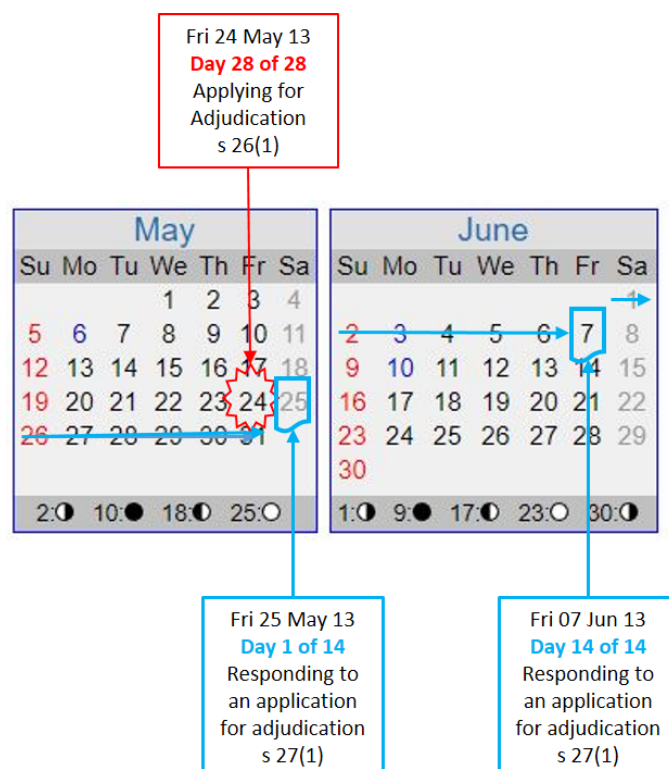 Fri 24 May 13
Day 28 of 28
Applying for
Adjudication
s 26(1)
May
Su Mo Tu We Th Fr Sa
1 2 3 4
5 6 7 8 9 10 11
12 13 14 15 16 17 18
19 20 21 22 23 24 25
26 27 28 29 30 31
2: 10: 18: 25:
June
Su Mo Tu We Th Fr Sa
1
2 3 4 5 6 7 8
9 10 11 12 13 14 15
16 17 18 19 20 21 22
23 24 25 26 27 28 29
30
1: 9: 17: 23: 30:
Fri 25 May 13
Day 1 of 14
Responding to
an application
for adjudication
s 27(1)
Fri 07 Jun 13
Day 14 of 14
Responding to
an application
for adjudication
s 27(1)